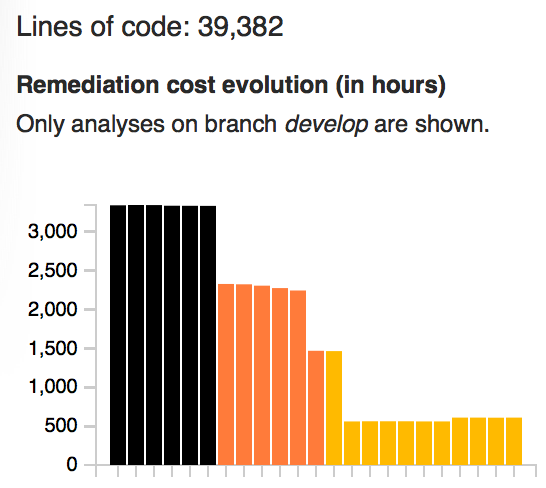 Lines of code: 39,382
Remediation cost evolution (in hours)
Only analyses on branch develop are shown.
3,000
2,500
2,000
1,500
1,000
500
0